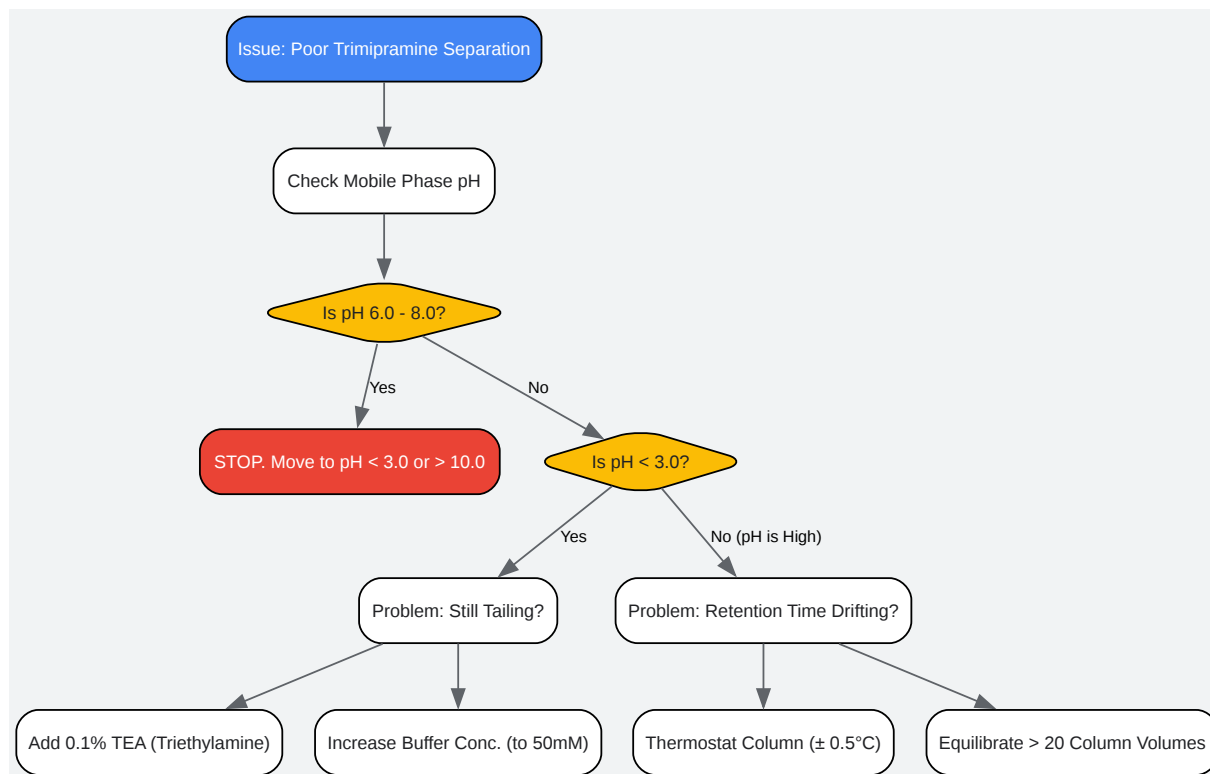 Issue: Poor Trimipramine Separation
Check Mobile Phase pH
Is pH 6.0 - 8.0?
Yes
No
STOP. Move to pH < 3.0 or > 10.0
Is pH < 3.0?
Yes
No (pH is High)
Problem: Still Tailing?
Problem: Retention Time Drifting?
Add 0.1% TEA (Triethylamine)
Increase Buffer Conc. (to 50mM)
Thermostat Column (± 0.5°C)
Equilibrate > 20 Column Volumes